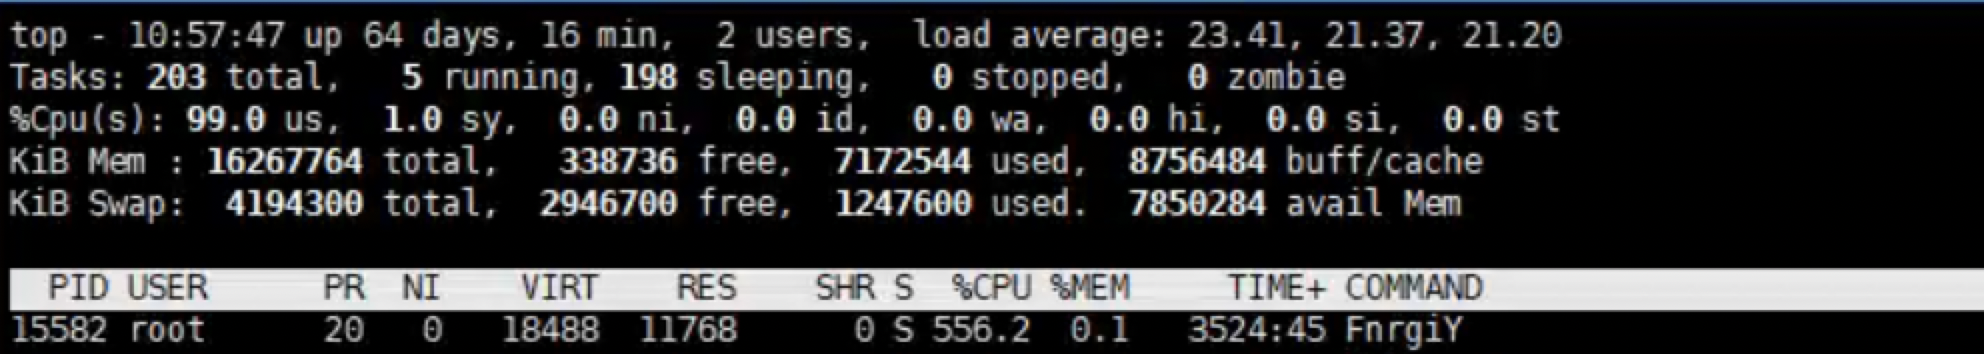 top - 10:57:47 up 64 days, 16 min,  2 users,  load average: 23.41, 21.37, 21.20
Tasks: 203 total,   5 running, 198 sleeping,   0 stopped,   0 zombie
%Cpu(s): 99.0 us,  1.0 sy,  0.0 ni,  0.0 id,  0.0 wa,  0.0 hi,  0.0 si,  0.0 st
KiB Mem : 16267764 total,   338736 free,  7172544 used,  8756484 buff/cache
KiB Swap:  4194300 total,  2946700 free,  1247600 used.  7850284 avail Mem
  PID USER      PR  NI    VIRT    RES    SHR S  %CPU %MEM     TIME+ COMMAND
15582 root      20   0   18488  11768      0 S 556.2  0.1   3524:45 FnrgiY